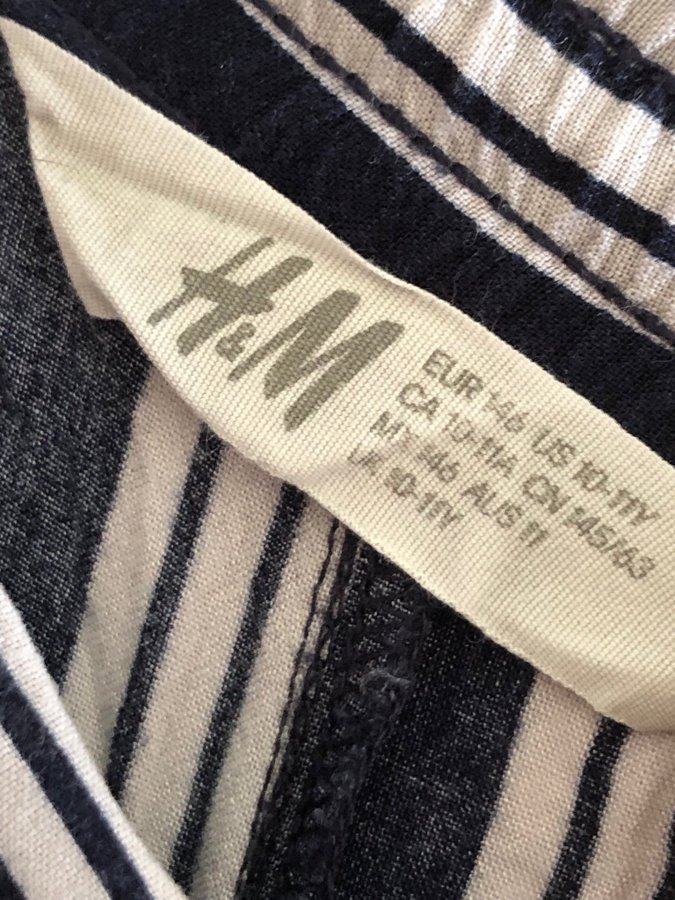 H&M
EUR 146 US 10-11Y
CA 10-11A CN 145/63
MX 146 AUS 11
UK 10-11Y